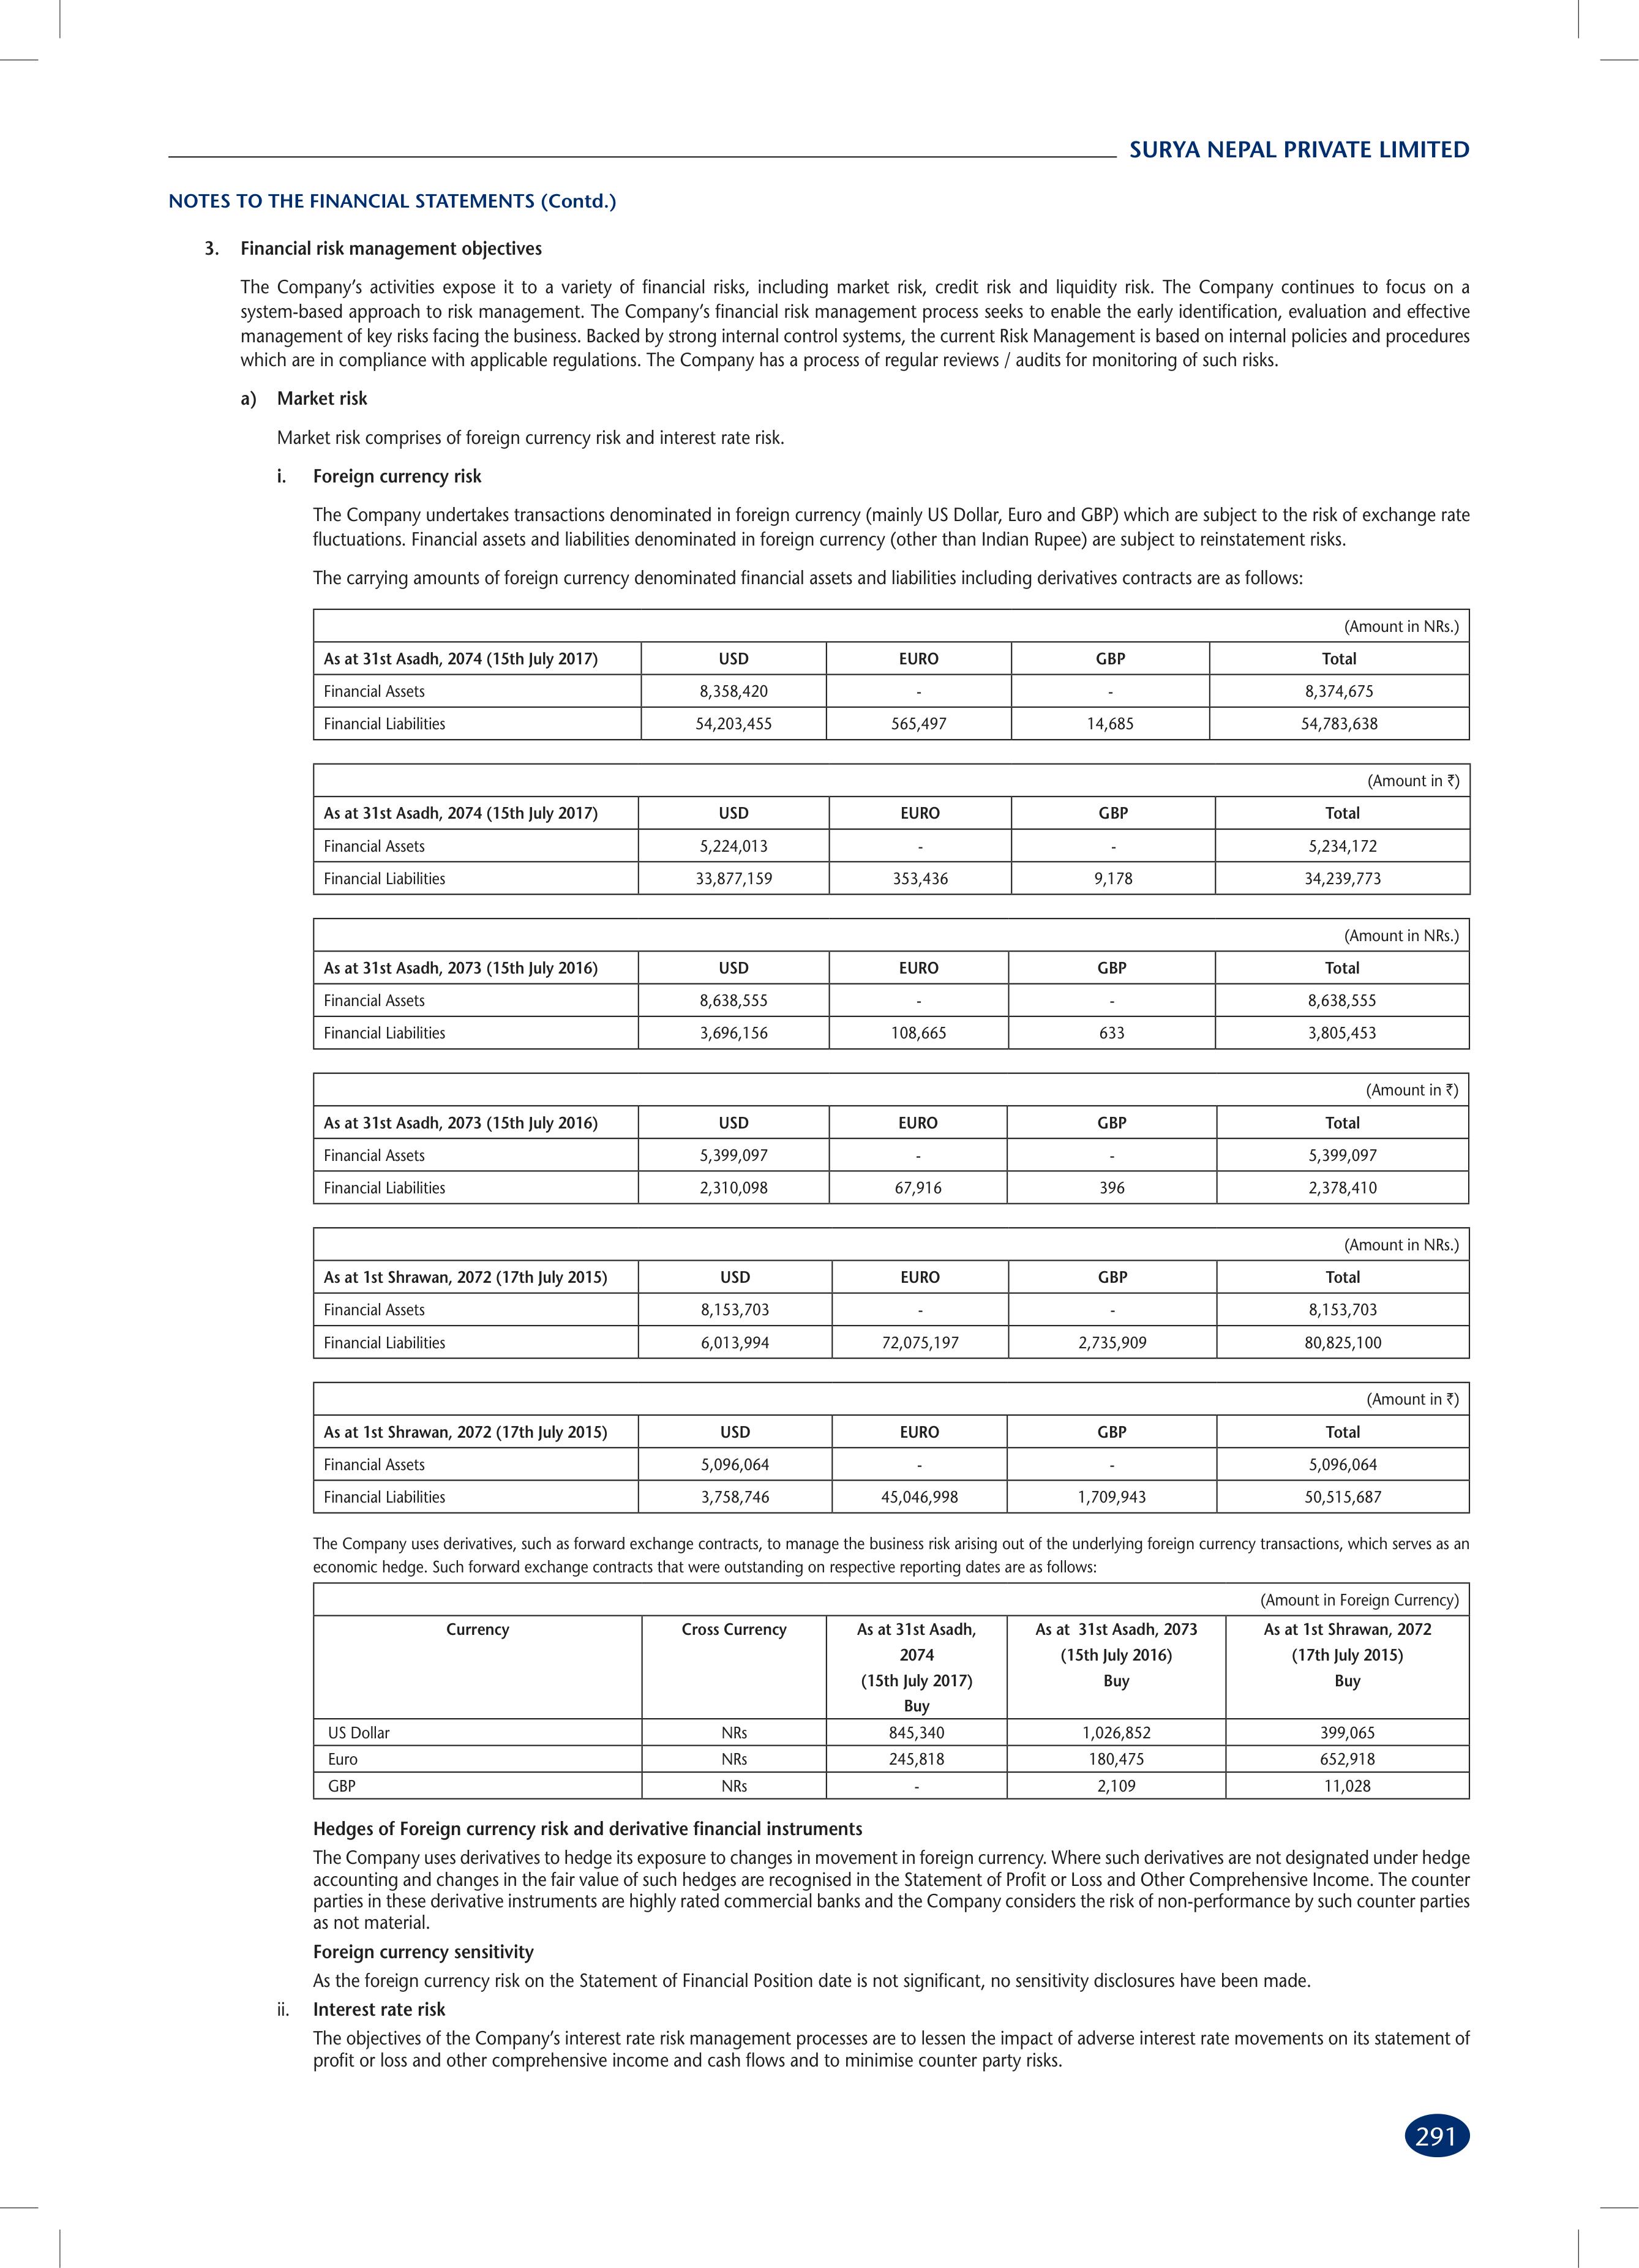 SURYA NEPAL PRIVATE LIMITED
NOTES TO THE FINANCIAL STATEMENTS (Contd.)
3. Financial risk management objectives
The Company’s activities expose it to a variety of financial risks, including market risk, credit risk and liquidity risk. The Company continues to focus on a
system-based approach to risk management. The Company’s financial risk management process seeks to enable the early identification, evaluation and effective
management of key risks facing the business. Backed by strong internal control systems, the current Risk Management is based on internal policies and procedures
which are in compliance with applicable regulations. The Company has a process of regular reviews / audits for monitoring of such risks.
a) Market risk
Market risk comprises of foreign currency risk and interest rate risk.
i. Foreign currency risk
The Company undertakes transactions denominated in foreign currency (mainly US Dollar, Euro and GBP) which are subject to the risk of exchange rate
fluctuations. Financial assets and liabilities denominated in foreign currency (other than Indian Rupee) are subject to reinstatement risks.
The carrying amounts of foreign currency denominated financial assets and liabilities including derivatives contracts are as follows:
(Amount in NRs.)
As at 31st Asadh, 2074 (15th July 2017) USD EURO GBP Total
Financial Assets 8,358,420 - - 8,374,675
Financial Liabilities 54,203,455 565,497 14,685 54,783,638
(Amount in ₹)
As at 31st Asadh, 2074 (15th July 2017) USD EURO GBP Total
Financial Assets 5,224,013 - - 5,234,172
Financial Liabilities 33,877,159 353,436 9,178 34,239,773
(Amount in NRs.)
As at 31st Asadh, 2073 (15th July 2016) USD EURO GBP Total
Financial Assets 8,638,555 - - 8,638,555
Financial Liabilities 3,696,156 108,665 633 3,805,453
(Amount in ₹)
As at 31st Asadh, 2073 (15th July 2016) USD EURO GBP Total
Financial Assets 5,399,097 - - 5,399,097
Financial Liabilities 2,310,098 67,916 396 2,378,410
(Amount in NRs.)
As at 1st Shrawan, 2072 (17th July 2015) USD EURO GBP Total
Financial Assets 8,153,703 - - 8,153,703
Financial Liabilities 6,013,994 72,075,197 2,735,909 80,825,100
(Amount in ₹)
As at 1st Shrawan, 2072 (17th July 2015) USD EURO GBP Total
Financial Assets 5,096,064 - - 5,096,064
Financial Liabilities 3,758,746 45,046,998 1,709,943 50,515,687
The Company uses derivatives, such as forward exchange contracts, to manage the business risk arising out of the underlying foreign currency transactions, which serves as an
economic hedge. Such forward exchange contracts that were outstanding on respective reporting dates are as follows:
(Amount in Foreign Currency)
Currency Cross Currency As at 31st Asadh, As at 31st Asadh, 2073 As at 1st Shrawan, 2072
2074 (15th July 2016) (17th July 2015)
(15th July 2017) Buy Buy
Buy
US Dollar NRs 845,340 1,026,852 399,065
Euro NRs 245,818 180,475 652,918
GBP NRs - 2,109 11,028
Hedges of Foreign currency risk and derivative financial instruments
The Company uses derivatives to hedge its exposure to changes in movement in foreign currency. Where such derivatives are not designated under hedge
accounting and changes in the fair value of such hedges are recognised in the Statement of Profit or Loss and Other Comprehensive Income. The counter
parties in these derivative instruments are highly rated commercial banks and the Company considers the risk of non-performance by such counter parties
as not material.
Foreign currency sensitivity
As the foreign currency risk on the Statement of Financial Position date is not significant, no sensitivity disclosures have been made.
ii. Interest rate risk
The objectives of the Company’s interest rate risk management processes are to lessen the impact of adverse interest rate movements on its statement of
profit or loss and other comprehensive income and cash flows and to minimise counter party risks.
291